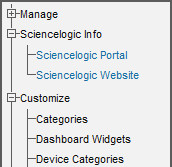 Manage
Sciencelogic Info
Sciencelogic Portal
Sciencelogic Website
Customize
Categories
Dashboard Widgets
Device Categories